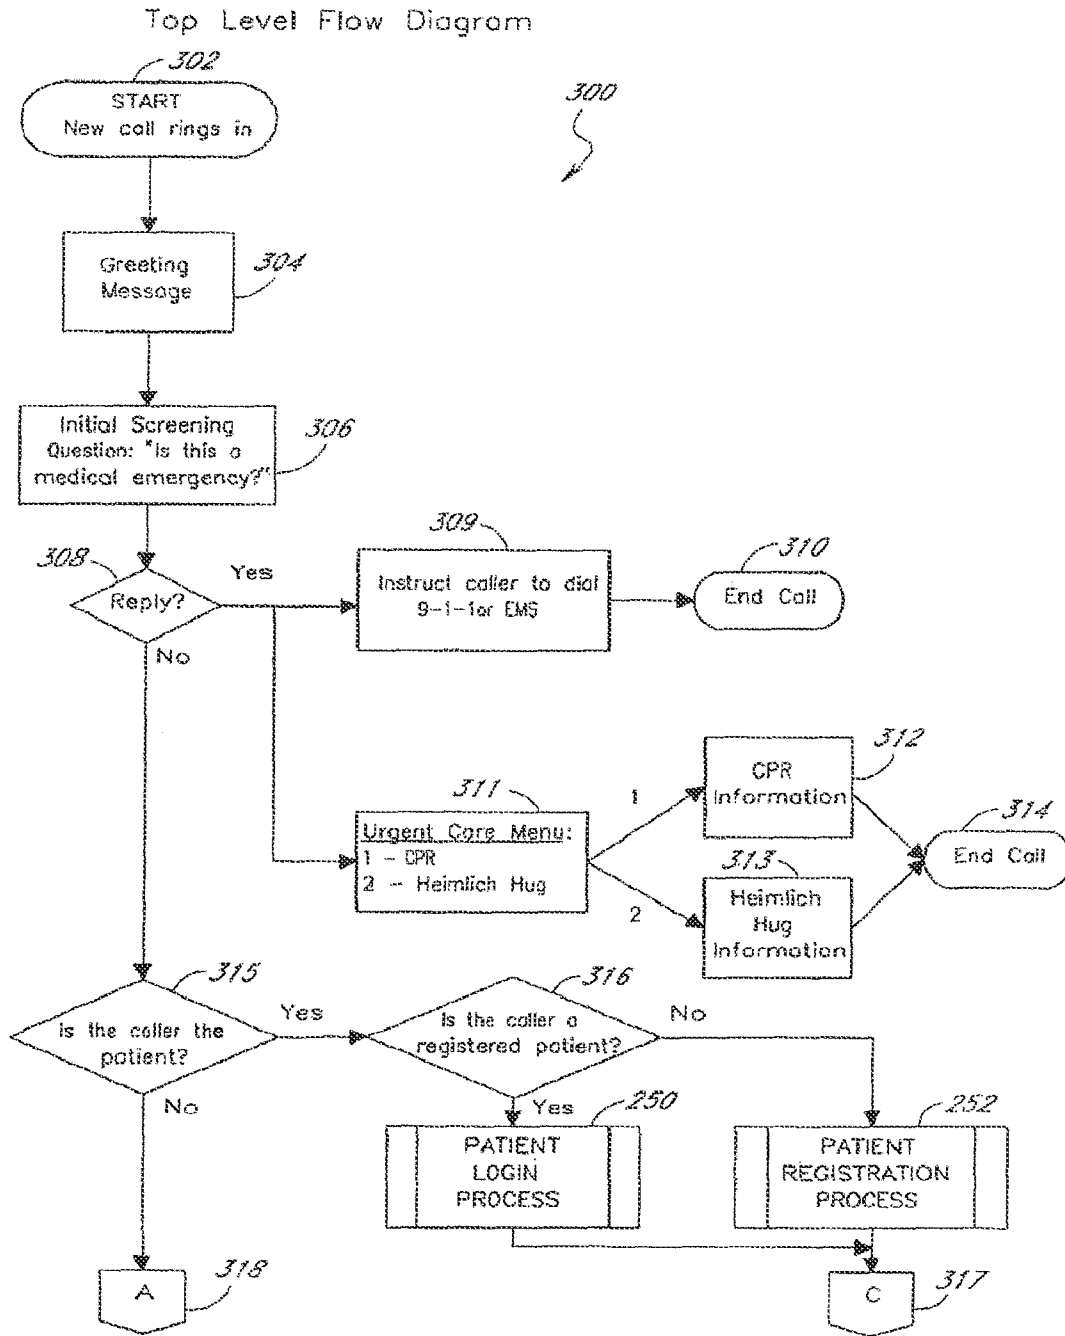 Top Level Flow Diagram
302
START
New call rings in
300
Greeting
Message
304
Initial Screening
Question: "Is this a
medical emergency?"
306
308
Reply?
Yes
No
309
Instruct caller to dial
9-1-1or EMS
310
End Call
311
Urgent Care Menu:
1 - CPR
2 - Heimlich Hug
1
2
312
CPR
Information
313
Heimlich
Hug
Information
314
End Call
315
Is the caller the
patient?
Yes
No
316
Is the caller a
registered patient?
No
Yes
250
PATIENT
LOGIN
PROCESS
252
PATIENT
REGISTRATION
PROCESS
A
318
C
317